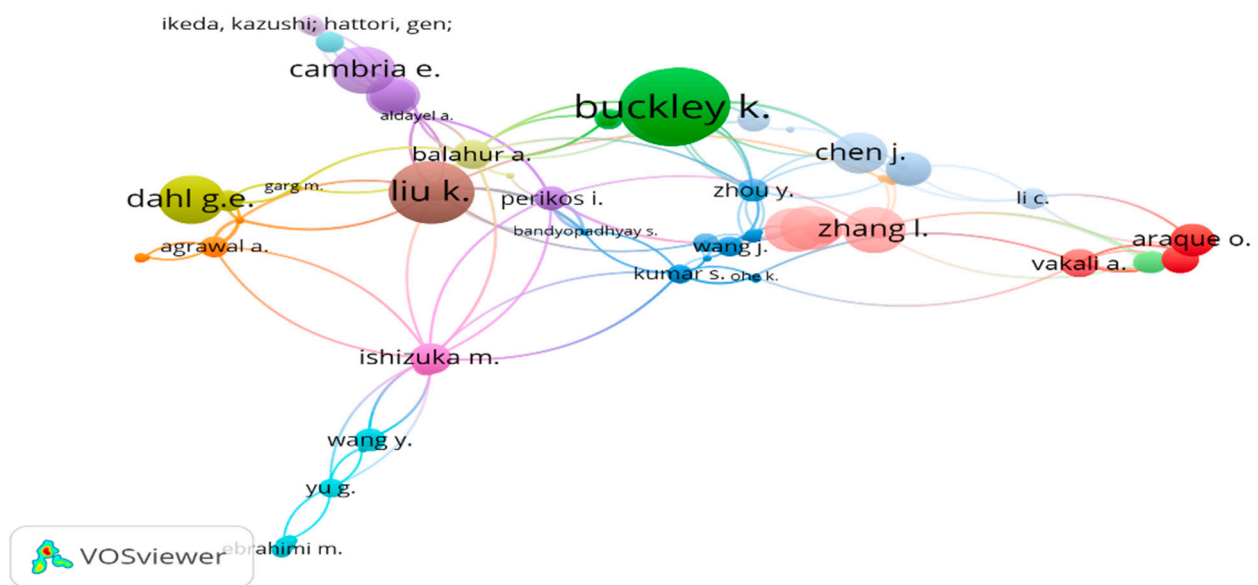 ikeda, kazushi; hattori, gen;
cambria e.
aldayel a.
buckley k.
balahur a.
chen j.
dahl g.e.
garg m.
liu k.
perikos i.
zhou y.
li c.
bandyopadhyay s.
agrawal a.
wang j.
zhang l.
araque o.
vakali a.
kumar s.
ohe k.
ishizuka m.
wang y.
yu g.
ebrahimi m.
VOSviewer